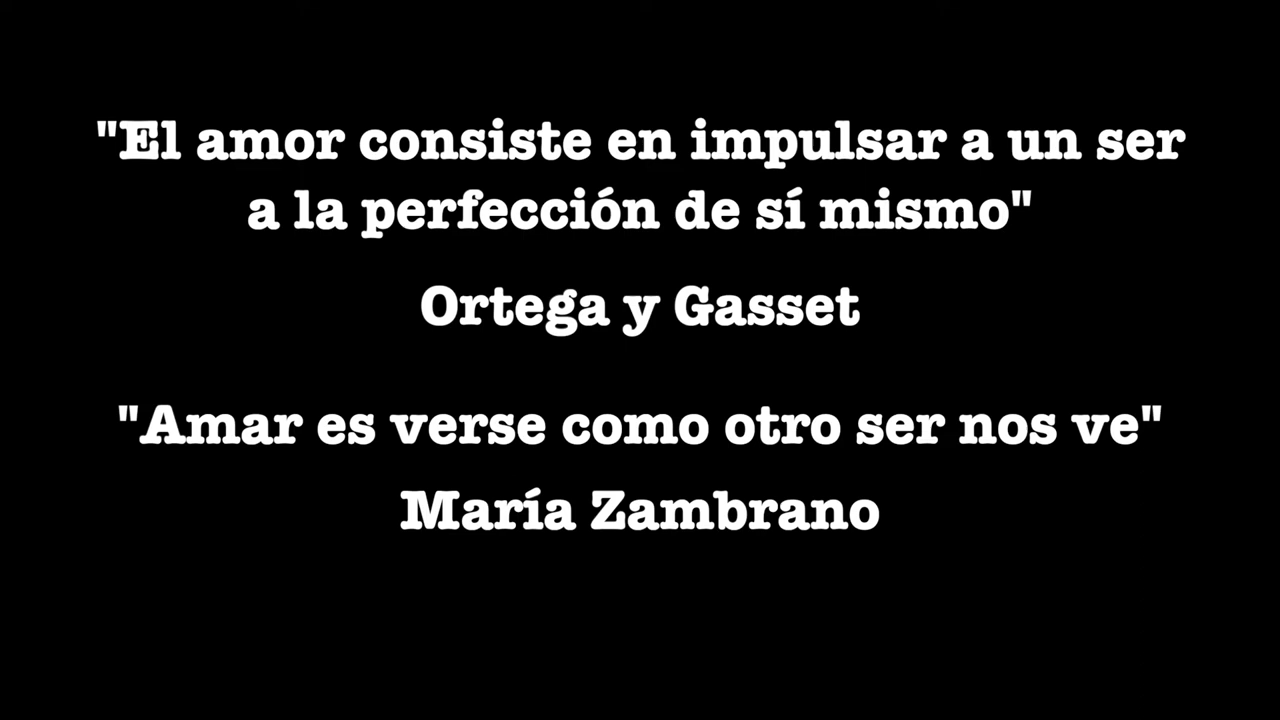 "El amor consiste en impulsar a un ser
a la perfección de sí mismo"
Ortega y Gasset
"Amar es verse como otro ser nos ve"
María Zambrano